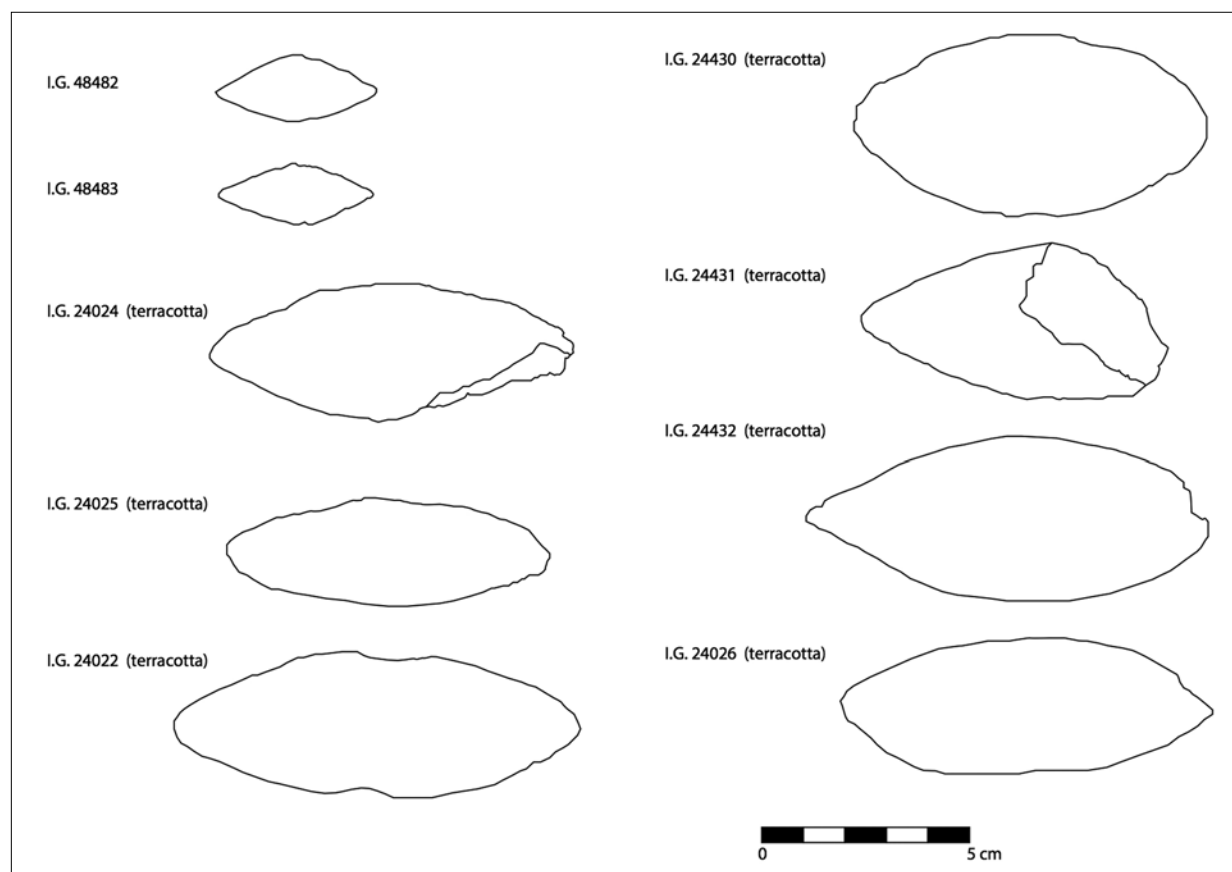 I.G. 48482
I.G. 48483
I.G. 24024 (terracotta)
I.G. 24025 (terracotta)
I.G. 24022 (terracotta)
I.G. 24430 (terracotta)
I.G. 24431 (terracotta)
I.G. 24432 (terracotta)
I.G. 24026 (terracotta)
0 5 cm